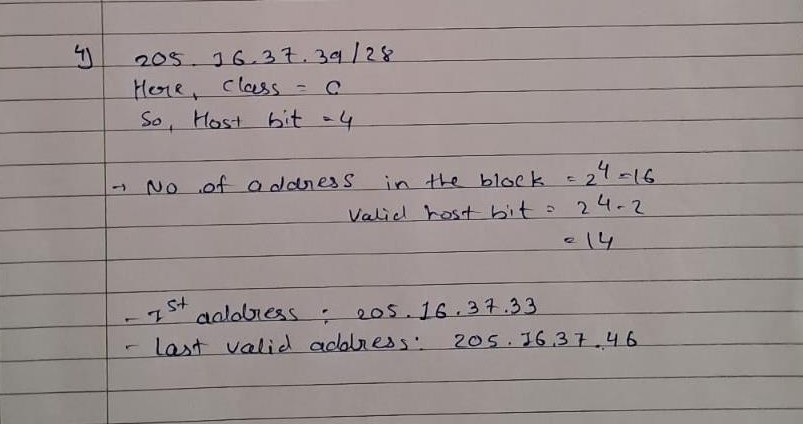 4) 205.16.37.39/28
Here, Class = C
So, Host bit = 4
→ No of address in the block = 2⁴ = 16
Valid host bit = 2⁴-2
= 14
- 1st address : 205.16.37.33
- last valid address: 205.16.37.46